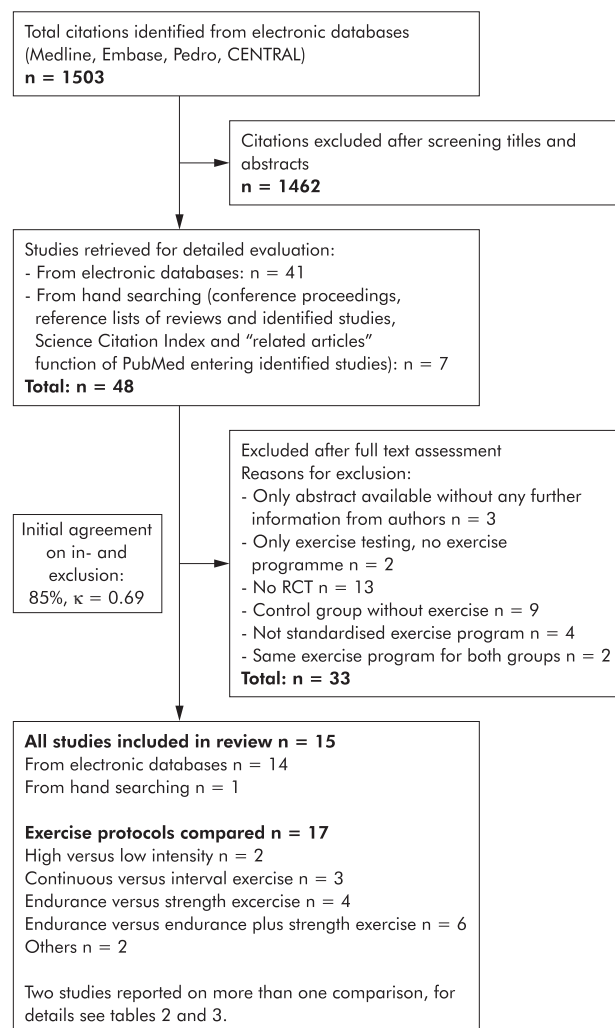 Total citations identified from electronic databases
(Medline, Embase, Pedro, CENTRAL)
n = 1503
Citations excluded after screening titles and
abstracts
n = 1462
Studies retrieved for detailed evaluation:
- From electronic databases: n = 41
- From hand searching (conference proceedings,
reference lists of reviews and identified studies,
Science Citation Index and “related articles”
function of PubMed entering identified studies): n = 7
Total: n = 48
Initial agreement
on in- and
exclusion:
85%, κ = 0.69
Excluded after full text assessment
Reasons for exclusion:
- Only abstract available without any further
information from authors n = 3
- Only exercise testing, no exercise
programme n = 2
- No RCT n = 13
- Control group without exercise n = 9
- Not standardised exercise program n = 4
- Same exercise program for both groups n = 2
Total: n = 33
All studies included in review n = 15
From electronic databases n = 14
From hand searching n = 1
Exercise protocols compared n = 17
High versus low intensity n = 2
Continuous versus interval exercise n = 3
Endurance versus strength excercise n = 4
Endurance versus endurance plus strength exercise n = 6
Others n = 2
Two studies reported on more than one comparison, for
details see tables 2 and 3.